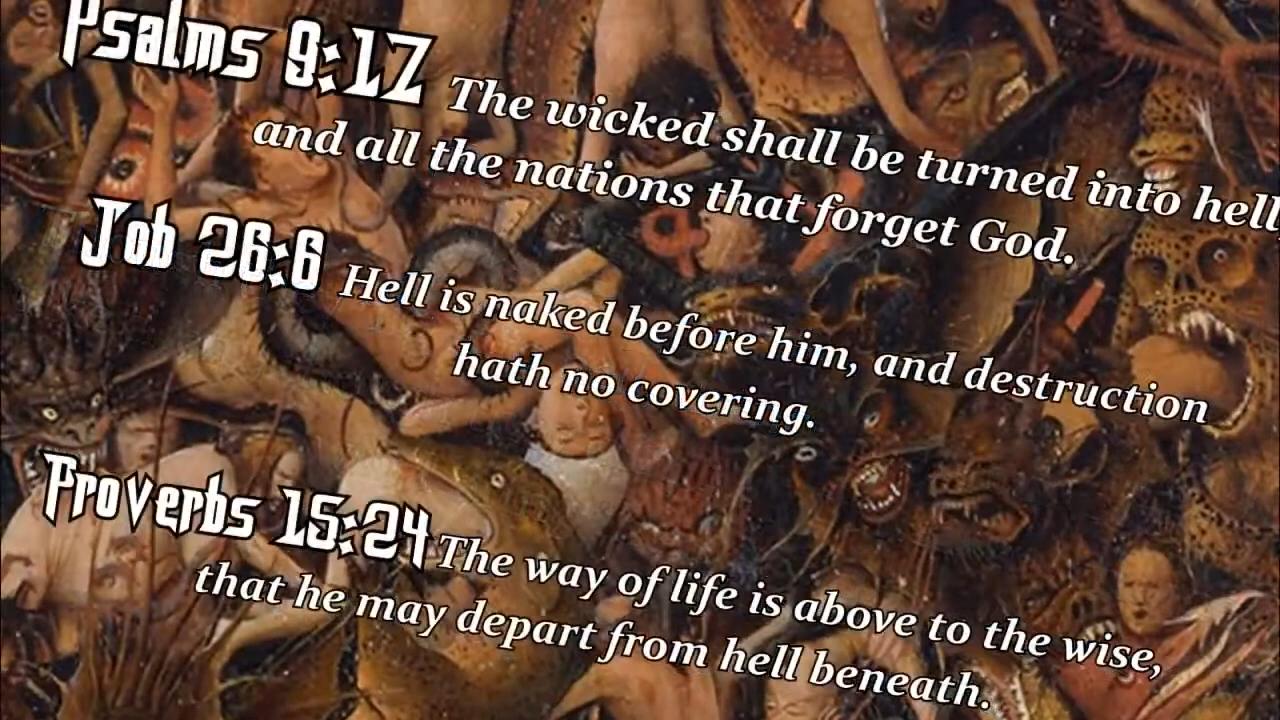 Psalms 9:17 The wicked shall be turned into hell,
and all the nations that forget God.
Job 26:6 Hell is naked before him, and destruction
hath no covering.
Proverbs 15:24 The way of life is above to the wise,
that he may depart from hell beneath.